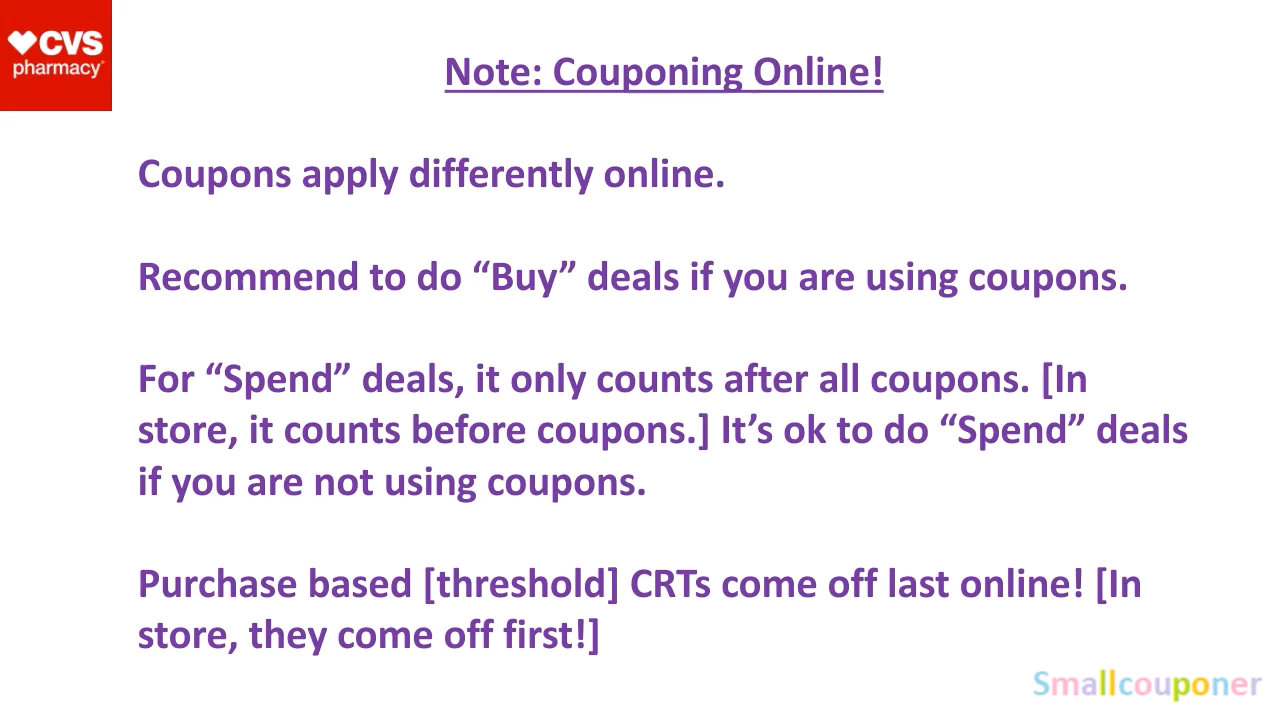 CVS
pharmacy
Note: Couponing Online!
Coupons apply differently online.
Recommend to do “Buy” deals if you are using coupons.
For “Spend” deals, it only counts after all coupons. [In
store, it counts before coupons.] It’s ok to do “Spend” deals
if you are not using coupons.
Purchase based [threshold] CRTs come off last online! [In
store, they come off first!]
Smallcouponer